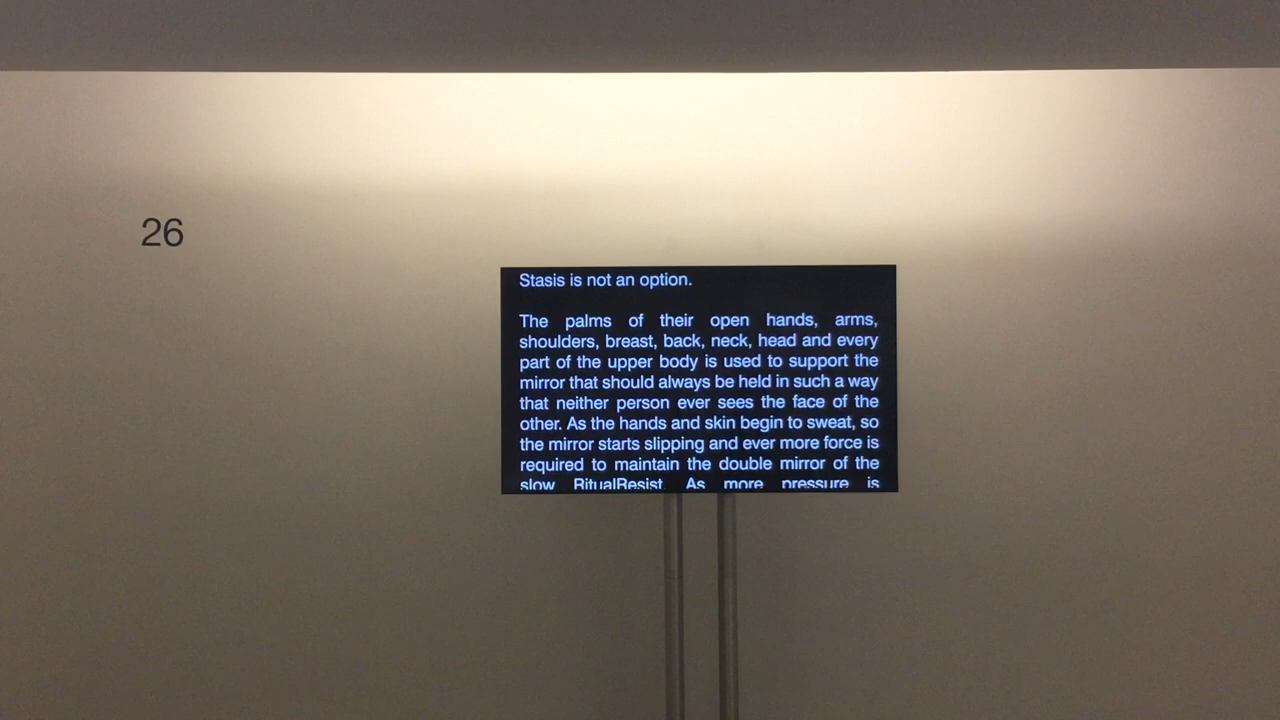 26
Stasis is not an option.
The palms of their open hands, arms,
shoulders, breast, back, neck, head and every
part of the upper body is used to support the
mirror that should always be held in such a way
that neither person ever sees the face of the
other. As the hands and skin begin to sweat, so
the mirror starts slipping and ever more force is
required to maintain the double mirror of the
slow RitualResist. As more pressure is